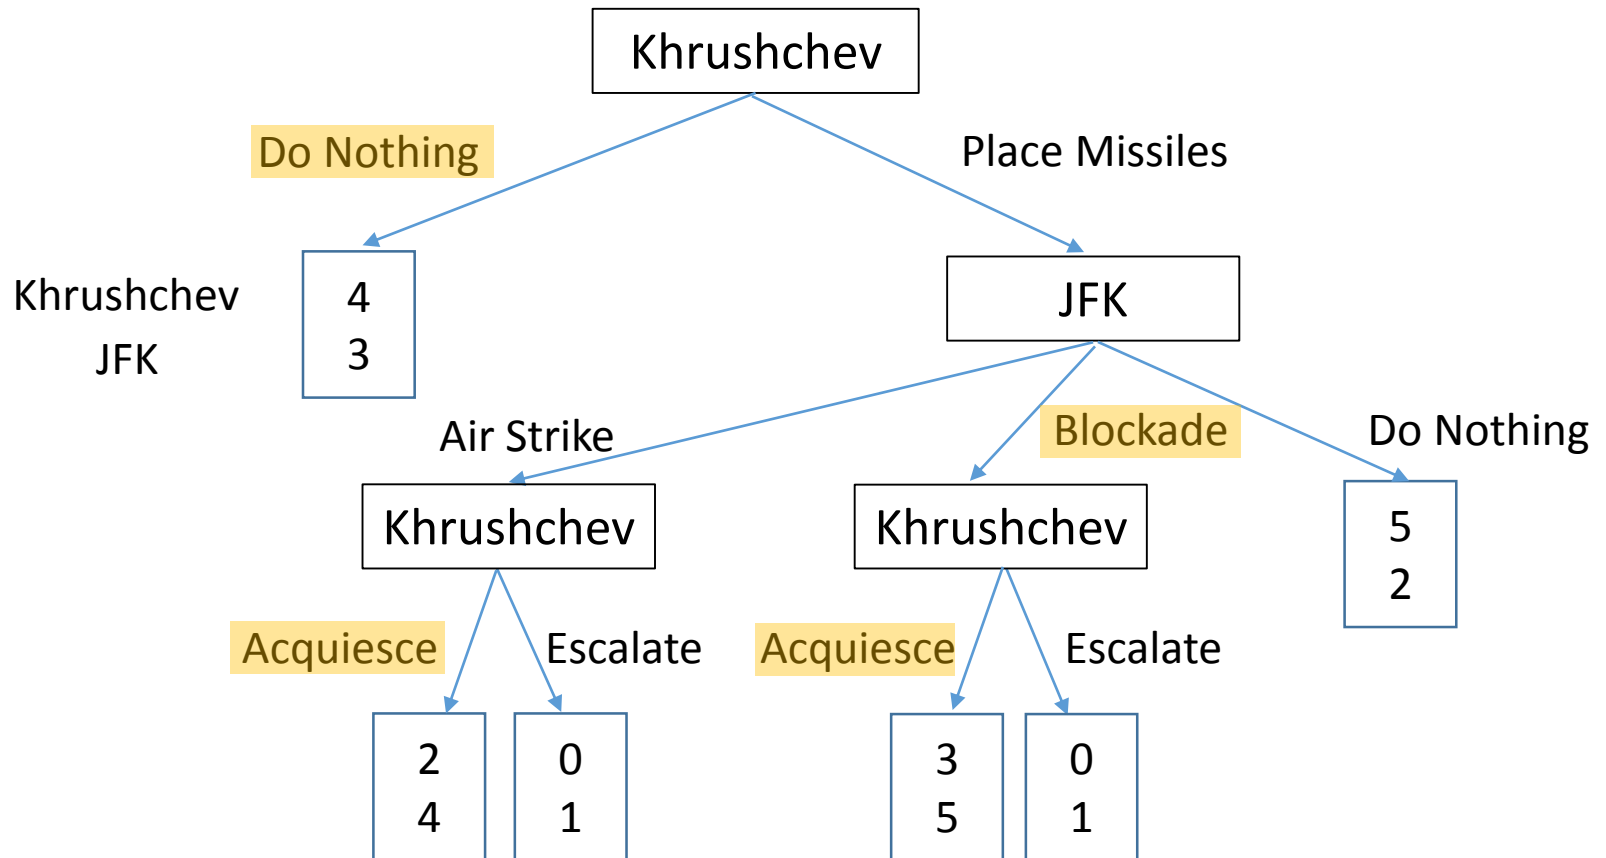 Khrushchev
Do Nothing
Place Missiles
Khrushchev
JFK
4
3
JFK
Air Strike
Blockade
Do Nothing
Khrushchev
Khrushchev
5
2
Acquiesce
Escalate
Acquiesce
Escalate
2
4
0
1
3
5
0
1